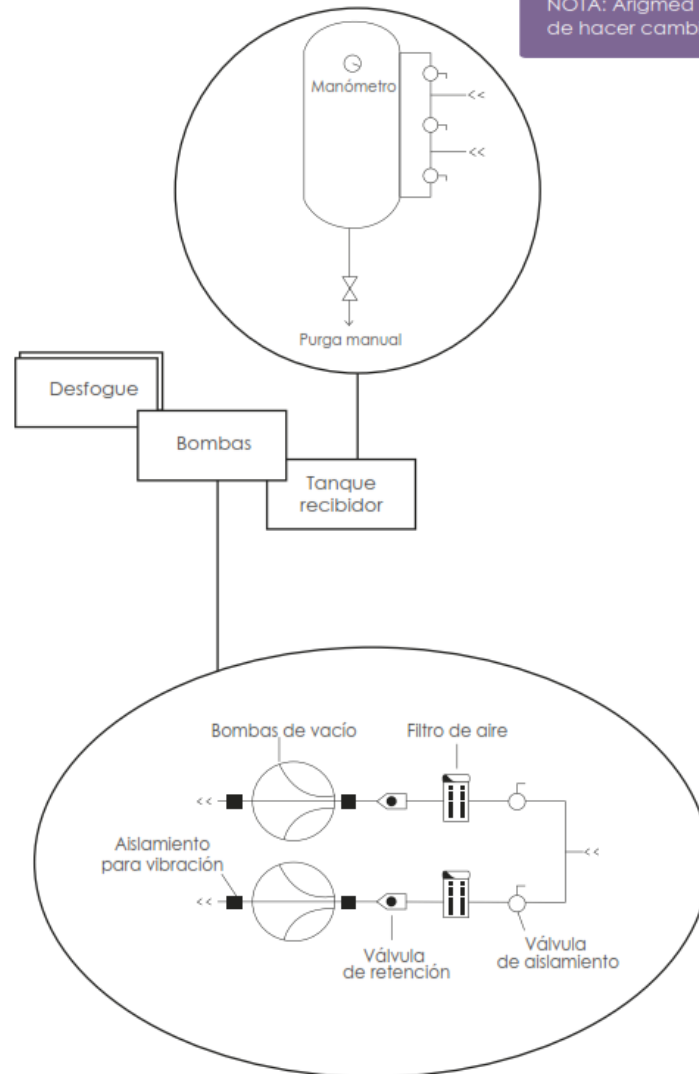 NOTA: Arigmed
de hacer camb
Manómetro
<<
<<
Purga manual
Desfogue
Bombas
Tanque
recibidor
Bombas de vacío
Filtro de aire
<<
<<
Aislamiento
para vibración
<<
Válvula
de retención
Válvula
de aislamiento